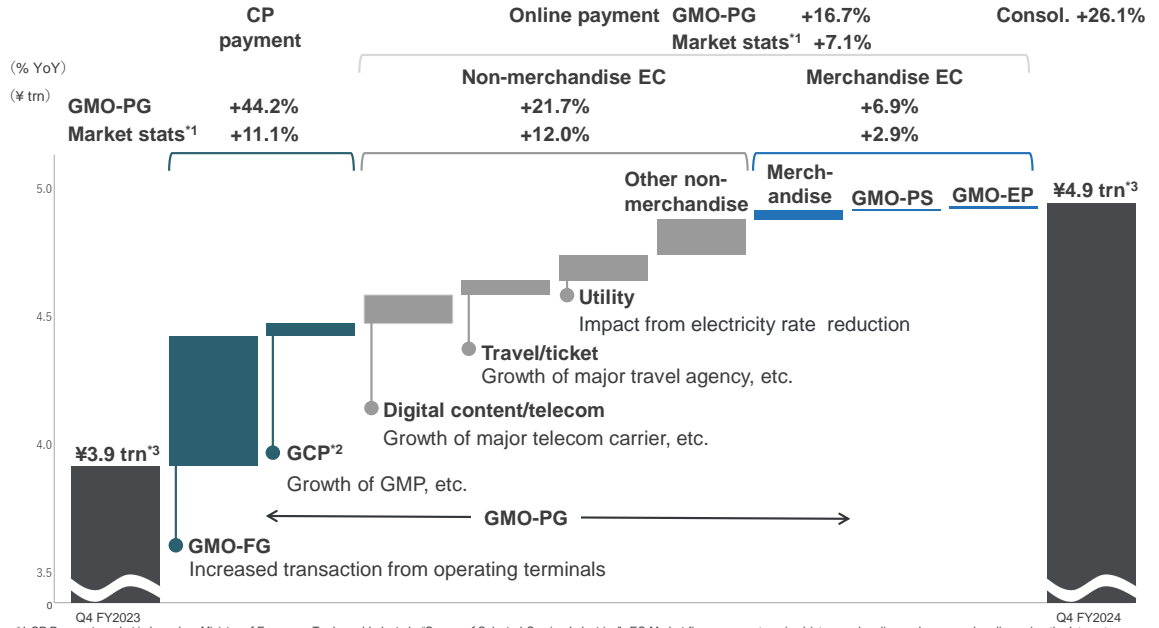 CP payment
Online payment GMO-PG +16.7%
Market stats*1 +7.1%
Consol. +26.1%
(% YoY)
(¥ trn)
Non-merchandise EC
Merchandise EC
GMO-PG +44.2% +21.7% +6.9%
Market stats*1 +11.1% +12.0% +2.9%
5.0
4.5
4.0
3.5
0
¥3.9 trn*3
Other non-
merchandise
Merch-
andise
GMO-PS
GMO-EP
¥4.9 trn*3
Utility
Impact from electricity rate reduction
Travel/ticket
Growth of major travel agency, etc.
Digital content/telecom
Growth of major telecom carrier, etc.
GCP*2
Growth of GMP, etc.
GMO-PG
GMO-FG
Increased transaction from operating terminals
Q4 FY2023
Q4 FY2024